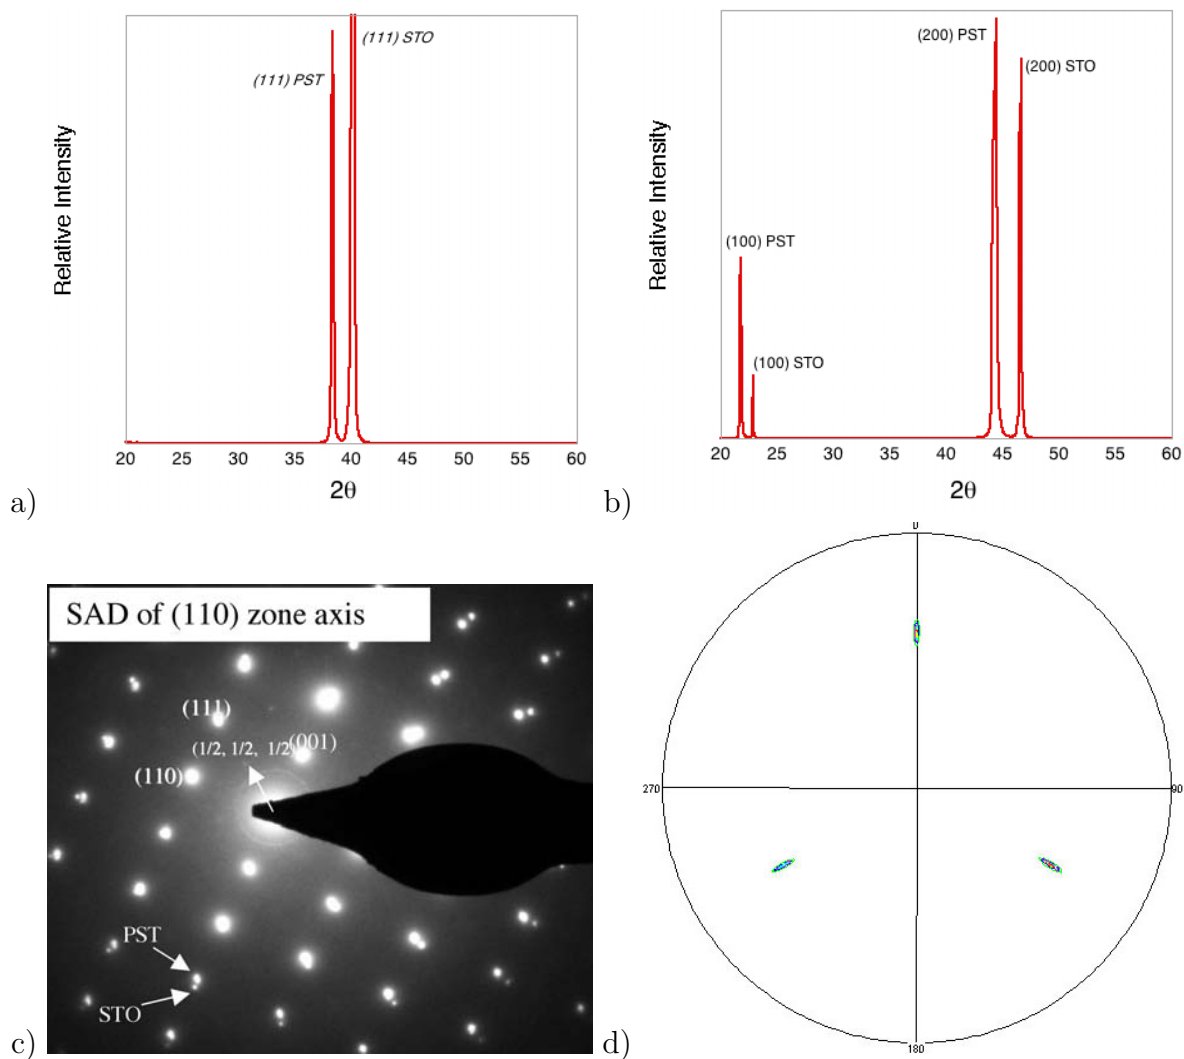 (111) STO
(111) PST
Relative Intensity
20 25 30 35 40 45 50 55 60
2θ
a)
(200) PST
(200) STO
(100) PST
(100) STO
Relative Intensity
20 25 30 35 40 45 50 55 60
2θ
b)
SAD of (110) zone axis
(111)
(1/2, 1/2, 1/2)
(001)
(110)
PST
STO
c)
0
270
90
180
d)